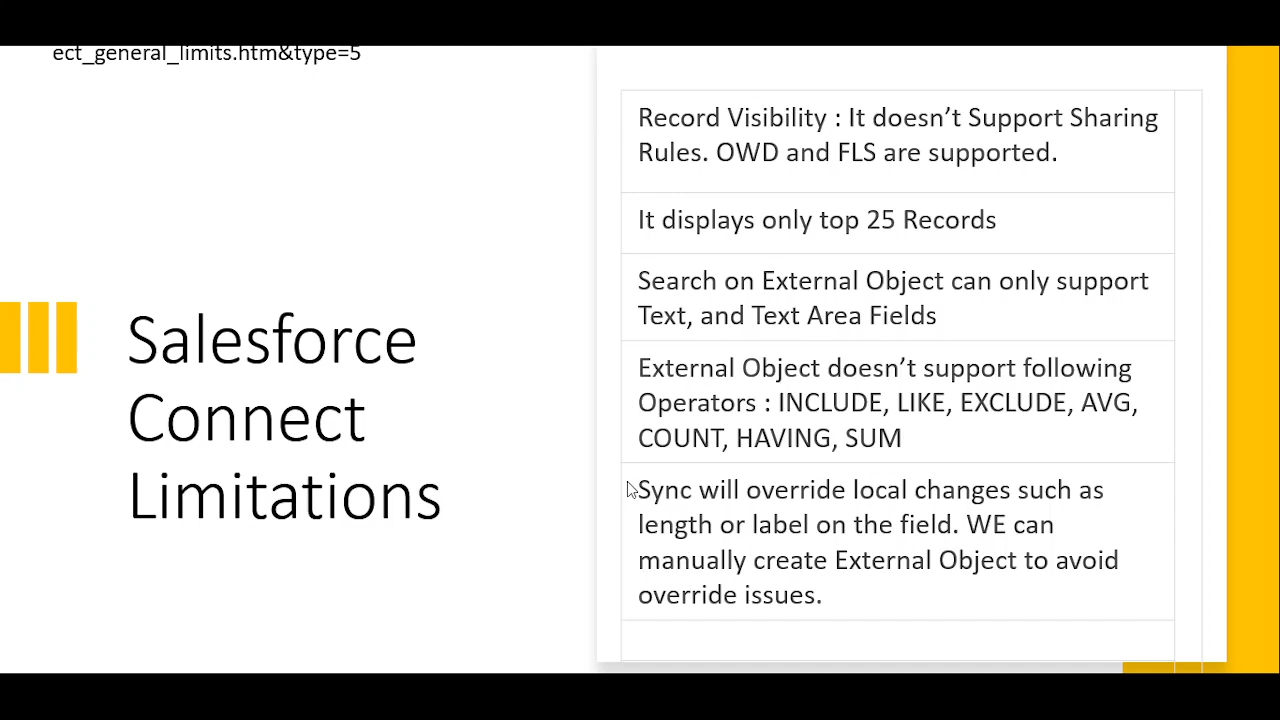 ect_general_limits.htm&type=5
Salesforce
Connect
Limitations
Record Visibility : It doesn’t Support Sharing
Rules. OWD and FLS are supported.
It displays only top 25 Records
Search on External Object can only support
Text, and Text Area Fields
External Object doesn’t support following
Operators : INCLUDE, LIKE, EXCLUDE, AVG,
COUNT, HAVING, SUM
Sync will override local changes such as
length or label on the field. WE can
manually create External Object to avoid
override issues.